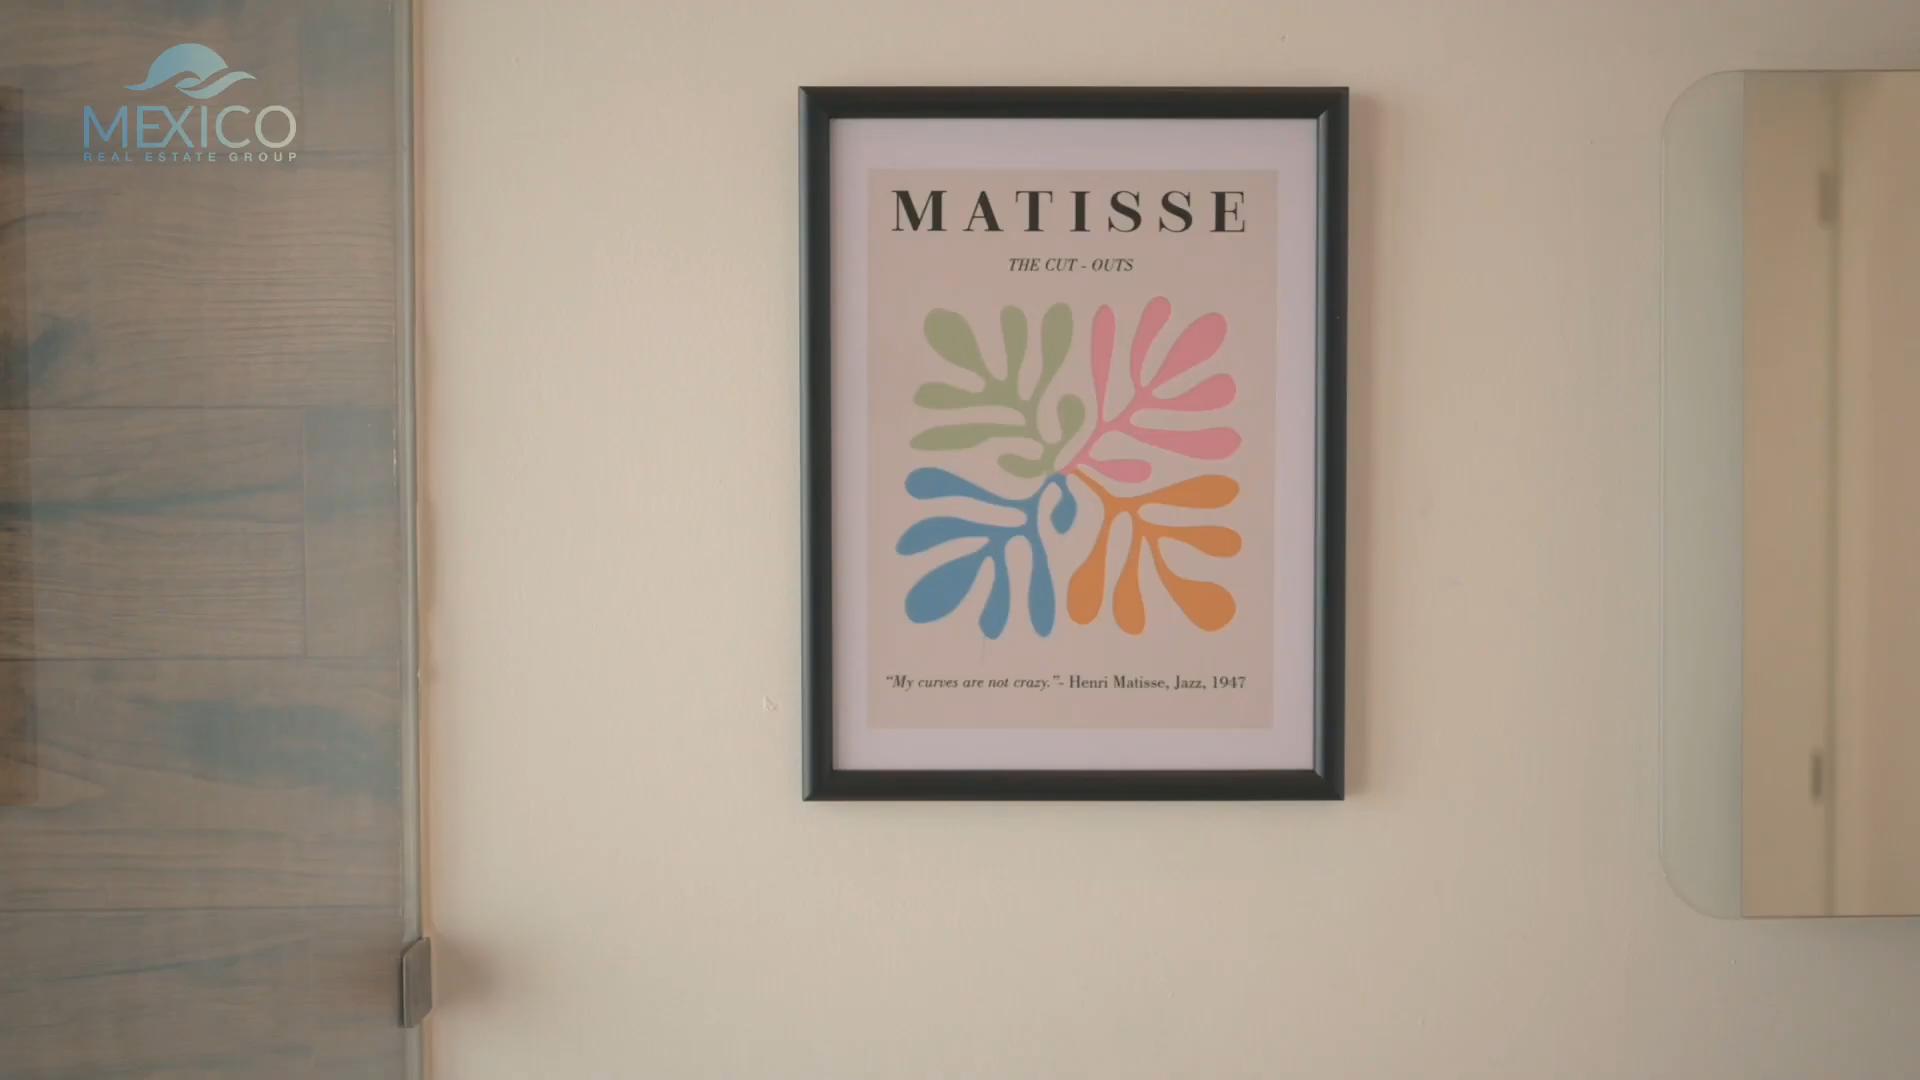 MEXICO
REAL ESTATE GROUP
MATISSE
THE CUT - OUTS
“My curves are not crazy.”- Henri Matisse, Jazz, 1947